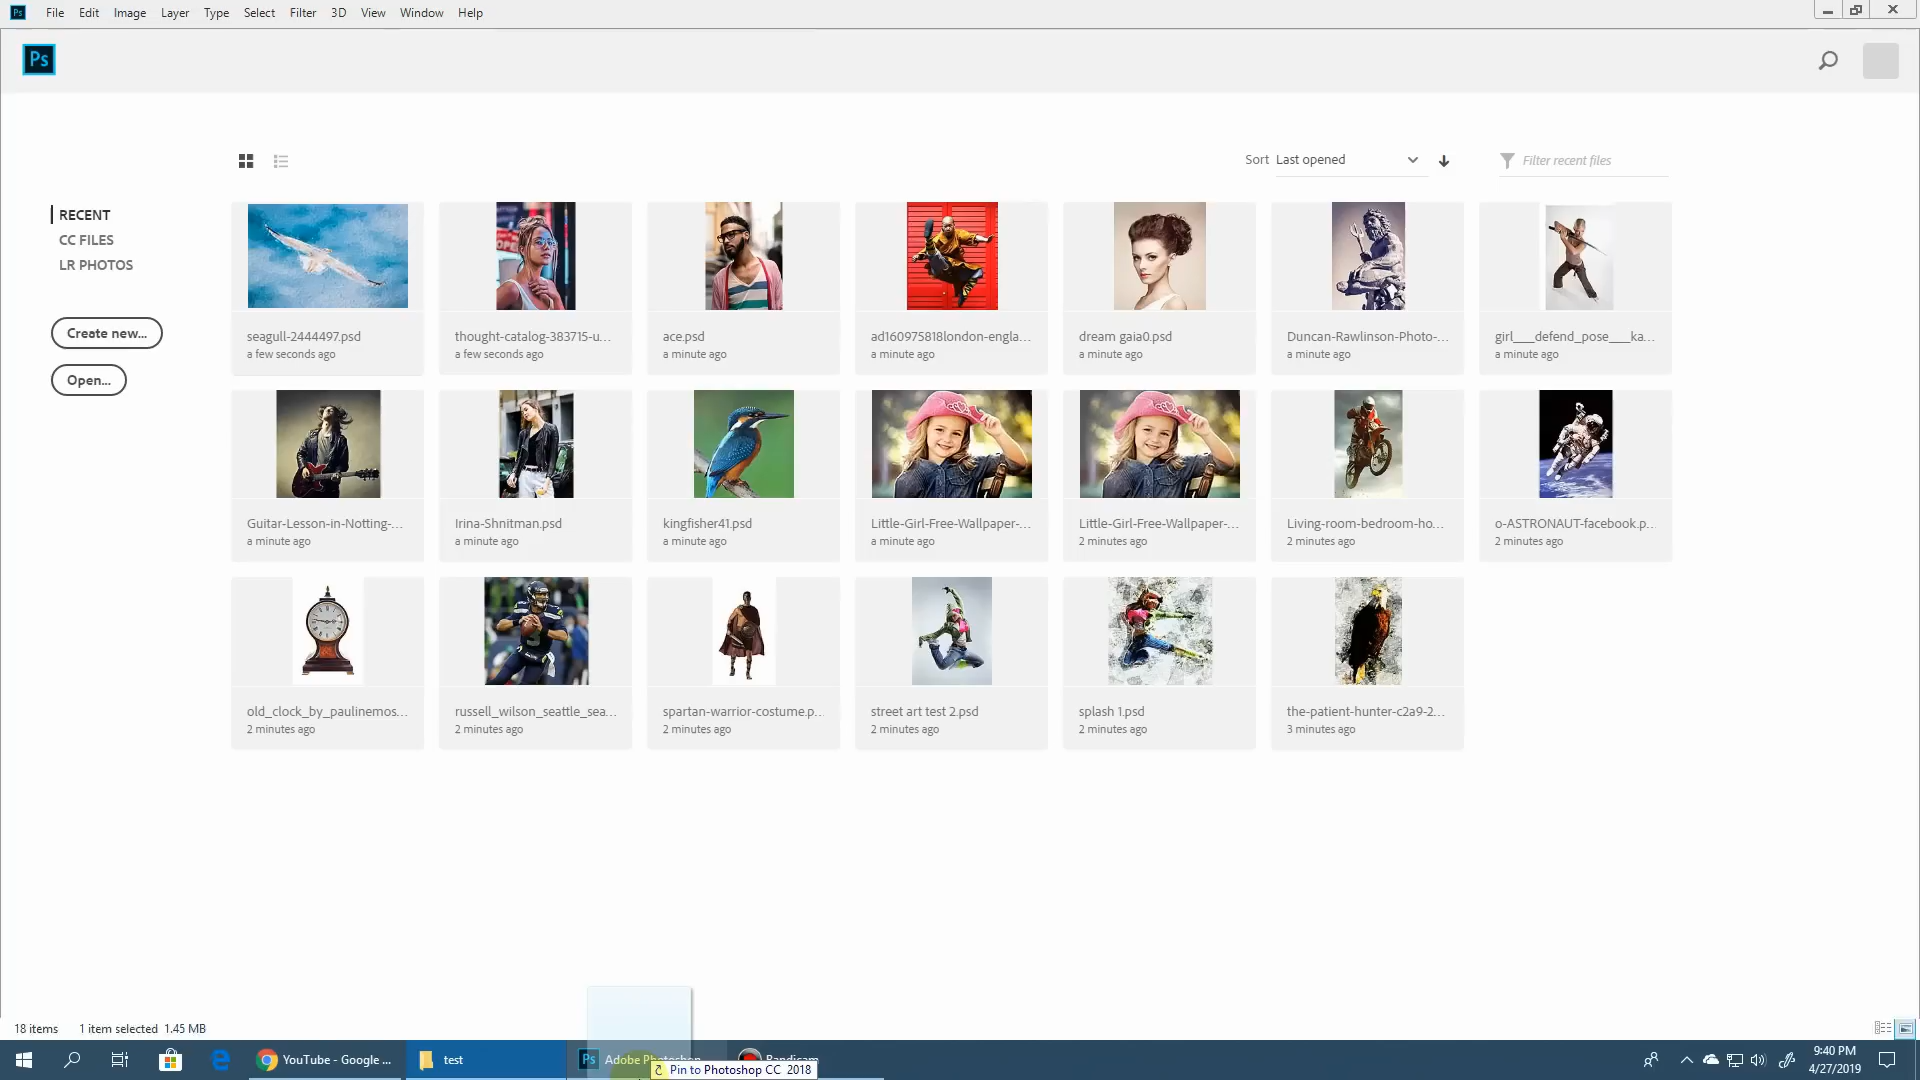 Ps File Edit Image Layer Type Select Filter 3D View Window Help
Ps
Sort Last opened Filter recent files
RECENT
CC FILES
LR PHOTOS
Create new...
Open...
seagull-2444497.psd
a few seconds ago
thought-catalog-383715-u...
a few seconds ago
ace.psd
a minute ago
ad160975818london-engla...
a minute ago
dream gaia0.psd
a minute ago
Duncan-Rawlinson-Photo-...
a minute ago
girl___defend_pose___ka...
a minute ago
Guitar-Lesson-in-Notting-...
a minute ago
Irina-Shnitman.psd
a minute ago
kingfisher41.psd
a minute ago
Little-Girl-Free-Wallpaper-...
a minute ago
Little-Girl-Free-Wallpaper-...
2 minutes ago
Living-room-bedroom-ho...
2 minutes ago
o-ASTRONAUT-facebook.p...
2 minutes ago
old_clock_by_paulinemos...
2 minutes ago
russell_wilson_seattle_sea...
2 minutes ago
spartan-warrior-costume.p...
2 minutes ago
street art test 2.psd
2 minutes ago
splash 1.psd
2 minutes ago
the-patient-hunter-c2a9-2...
3 minutes ago
18 items 1 item selected 1.45 MB
YouTube - Google ... test Ps Adobe Photoshop Bandicam
Pin to Photoshop CC 2018
9:40 PM
4/27/2019